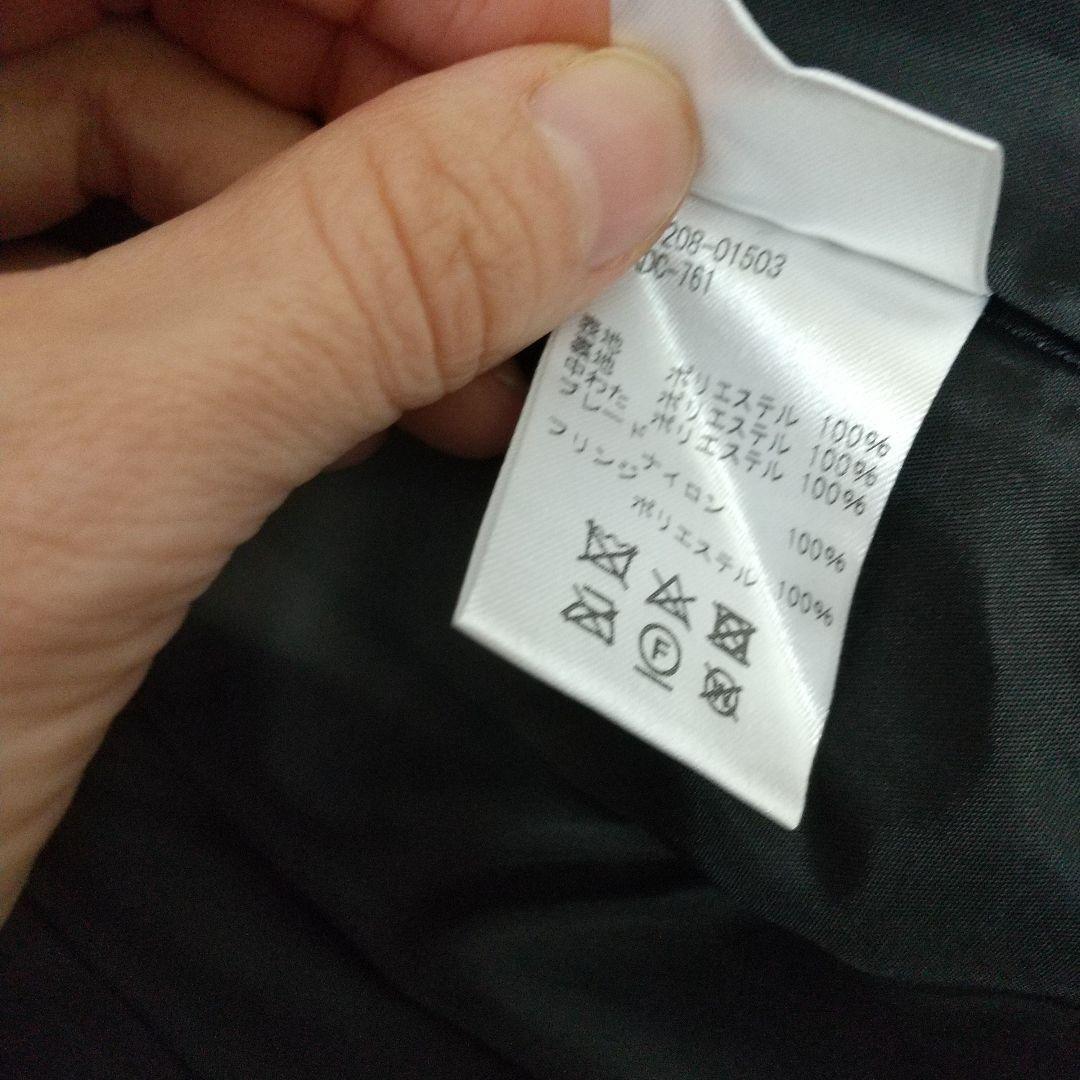 208-01503
DC-761
表地 ポリエステル 100%
裏地 ポリエステル 100%
中わた ポリエステル 100%
ブレード ナイロン 100%
フリンジ ポリエステル 100%
F